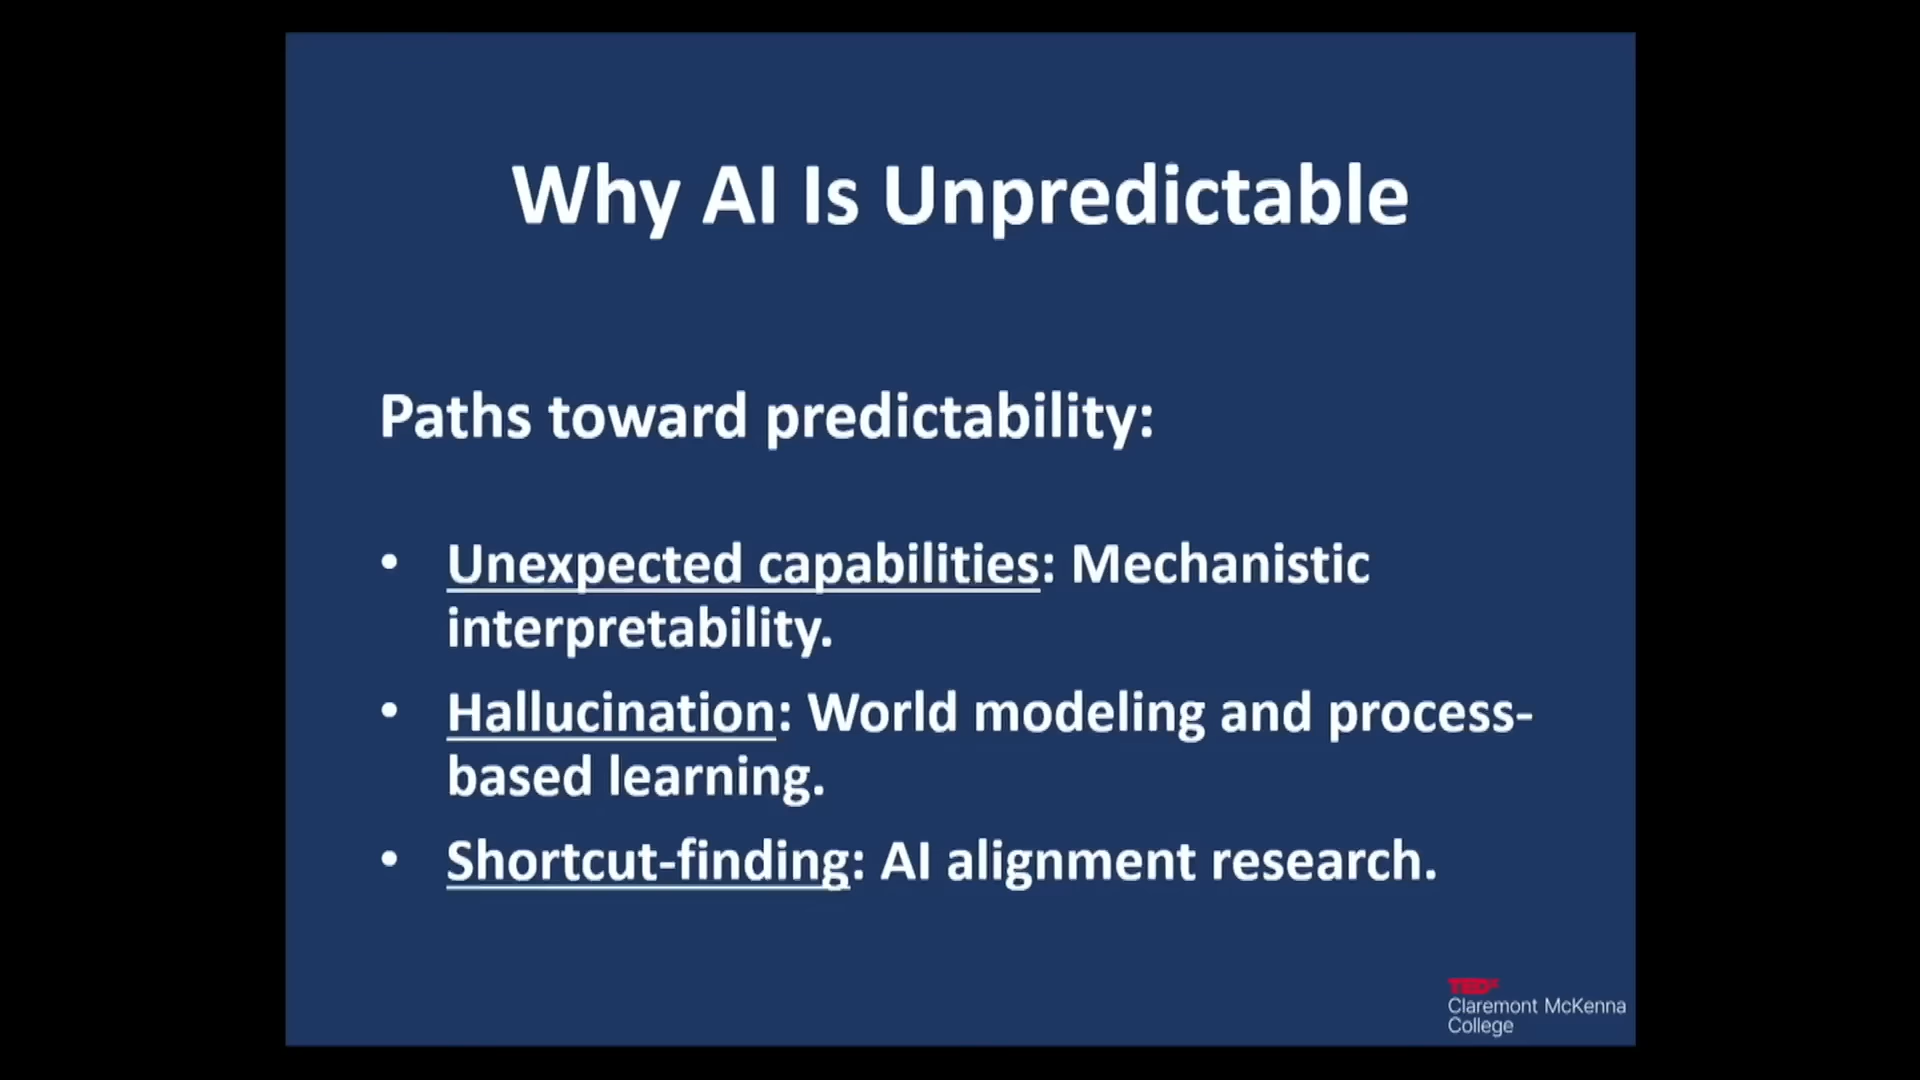 Why AI Is Unpredictable
Paths toward predictability:
• Unexpected capabilities: Mechanistic
interpretability.
• Hallucination: World modeling and process-
based learning.
• Shortcut-finding: AI alignment research.
TEDx
Claremont McKenna
College